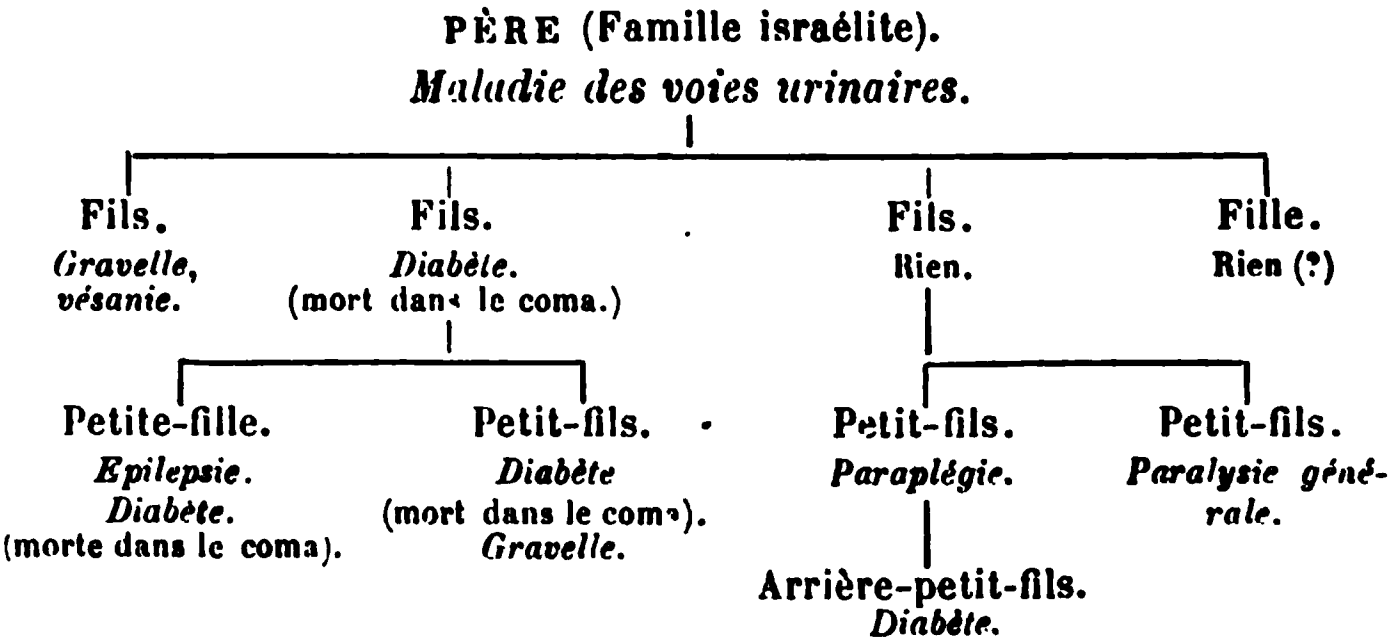 PÈRE (Famille israélite).
Maladie des voies urinaires.
Fils.
Gravelle,
vésanie.
Fils.
Diabète.
(mort dans le coma.)
Fils.
Rien.
Fille.
Rien (?)
Petite-fille.
Epilepsie.
Diabète.
(morte dans le coma).
Petit-fils.
Diabète
(mort dans le coma).
Gravelle.
Petit-fils.
Paraplégie.
Petit-fils.
Paralysie géné-
rale.
Arrière-petit-fils.
Diabète.